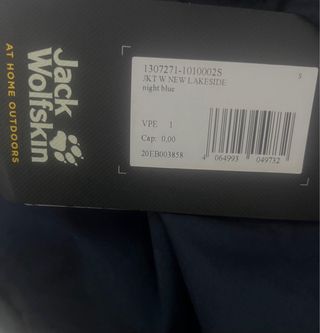 Jack
Wolfskin
AT HOME OUTDOORS
1307271-1010002S
S
JKT W NEW LAKESIDE
night blue
VPE 1
Cap: 0,00
20EB003858
4 064993 049732